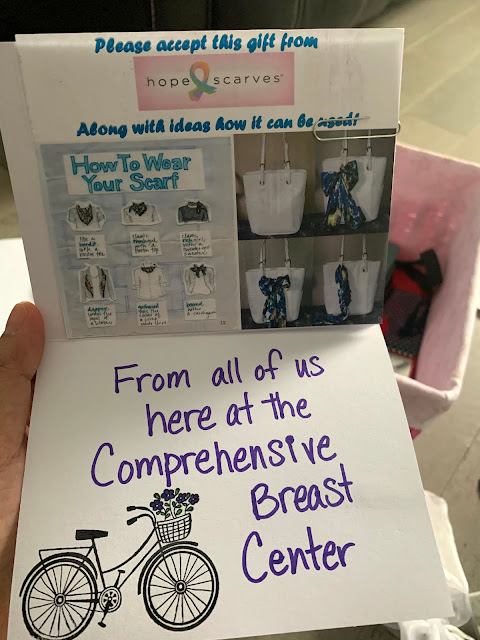 Please accept this gift from
hope scarves®
Along with ideas how it can be used!
How To Wear
Your Scarf
From all of us
here at the
Comprehensive
Breast
Center